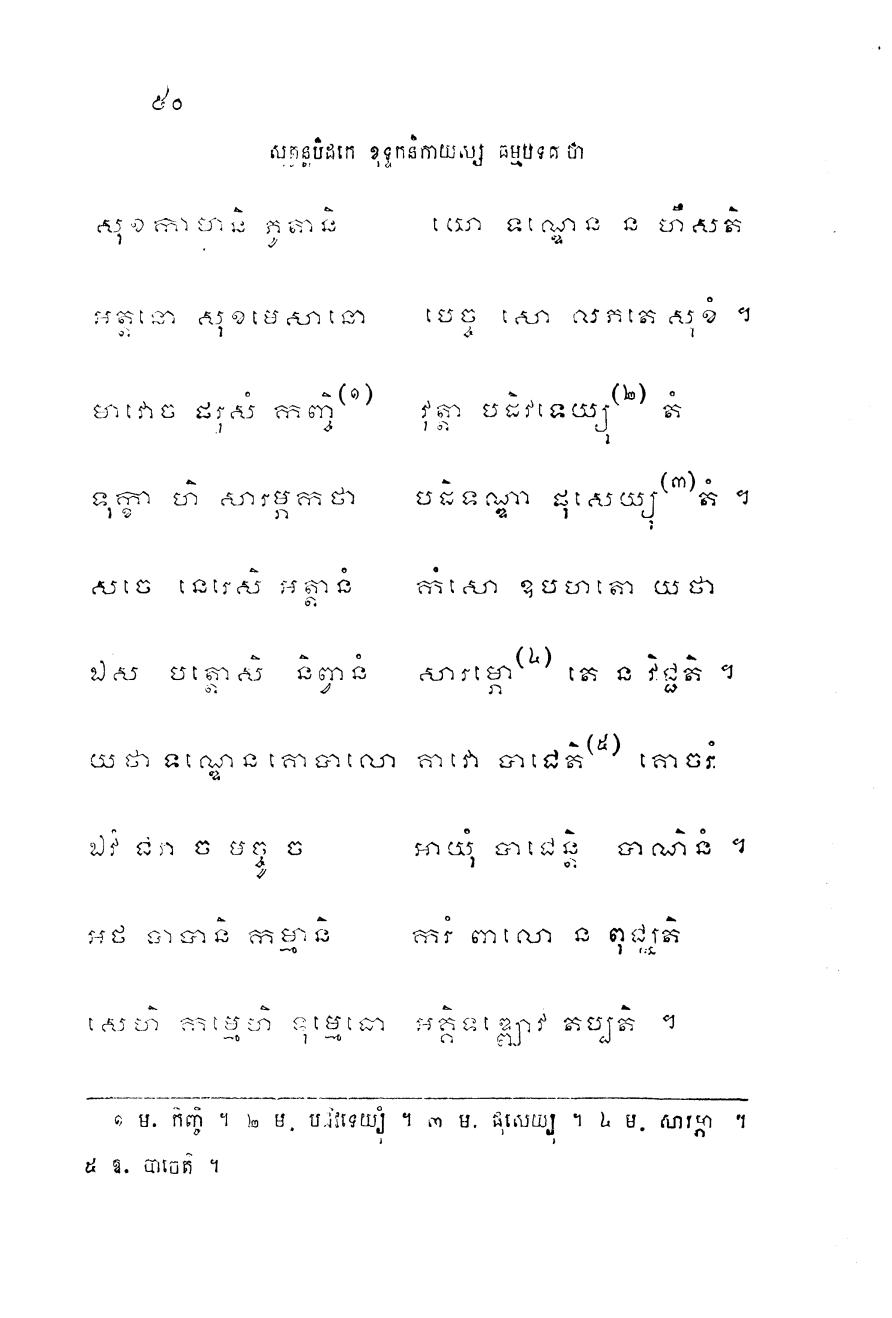 ៥០
សុត្តន្តបិដកេ ខុទ្ទកនិកាយស្ស ធម្មបទគាថា
សុខកាមានិ ភូតានិ យោ ទណ្ឌេន ន ហឹសតិ
អត្តនោ សុខមេសានោ បេច្ច សោ លភតេ សុខំ ។
មាវោច ផរុសំ កញ្ចិ(១) វុត្តា បដិវទេយ្យុ(២) តំ
ទុក្ខា ហិ សារម្ភកថា បដិទណ្ឌា ផុសេយ្យុ(៣)តំ ។
សចេ នេរេសិ អត្តានំ កំសោ ឧបហតោ យថា
ឯស បត្តោសិ និព្វានំ សារម្ភោ(៤) តេ ន វិជ្ជតិ ។
យថា ទណ្ឌេន គោបាលោ គាវោ បាជេតិ(៥) គោចរំ
ឯវំ ជរា ច មច្ចូ ច អាយុំ បាជេន្តិ បាណិនំ ។
អថ បាបានិ កម្មានិ ករំ ពាលោ ន ពុជ្ឈតិ
សេហិ កម្មេហិ ទុម្មេធោ អគ្គិទឌ្ឍោវ តប្បតិ ។
១ ម. កិញ្ចិ ។ ២ ម. បដិវទេយ្យុំ ។ ៣ ម. ផុសេយ្យុ ។ ៤ ម. សារម្ភា ។
៥ ឱ. បាចេតិ ។